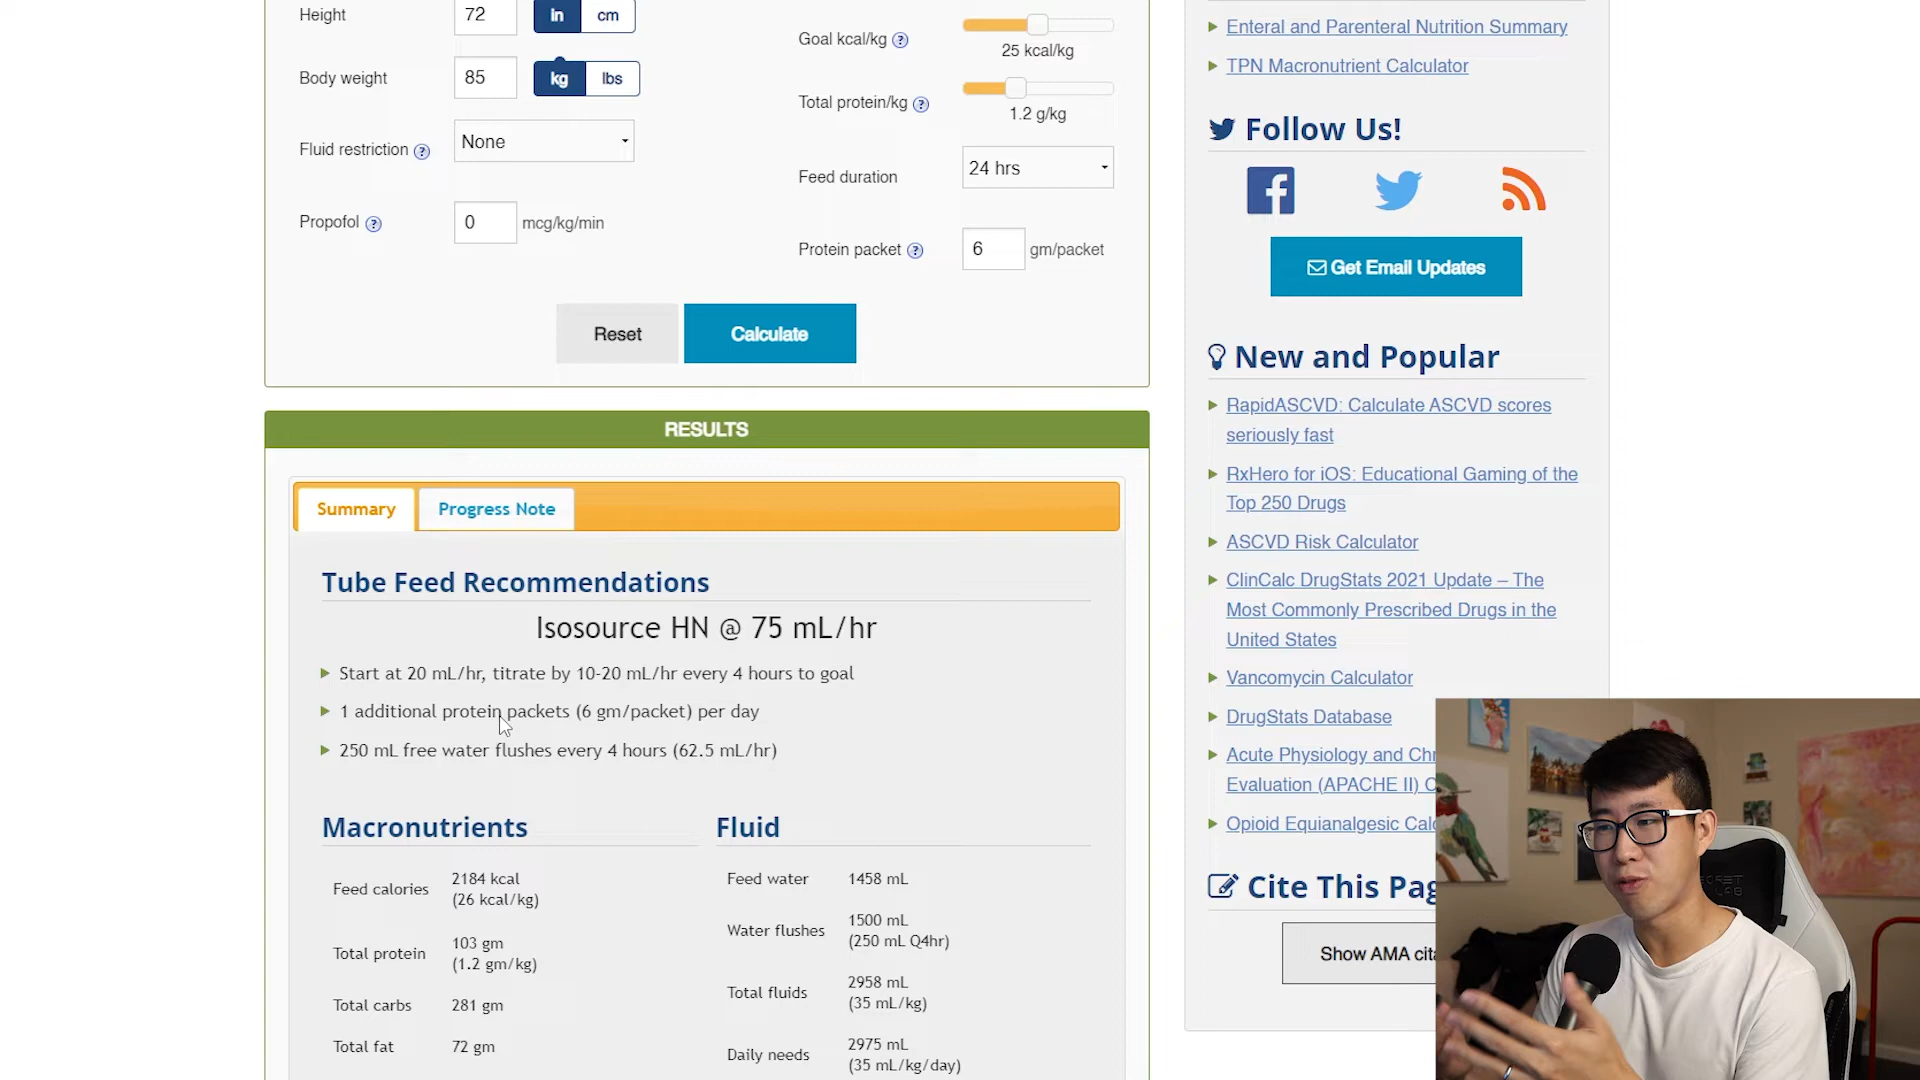 Height 72 in cm
Body weight 85 kg lbs
Fluid restriction ? None
Propofol ? 0 mcg/kg/min
Goal kcal/kg ?
25 kcal/kg
Total protein/kg ?
1.2 g/kg
Feed duration 24 hrs
Protein packet ? 6 gm/packet
Reset Calculate
RESULTS
Summary Progress Note
Tube Feed Recommendations
Isosource HN @ 75 mL/hr
Start at 20 mL/hr, titrate by 10-20 mL/hr every 4 hours to goal
1 additional protein packets (6 gm/packet) per day
250 mL free water flushes every 4 hours (62.5 mL/hr)
Macronutrients
Feed calories 2184 kcal
(26 kcal/kg)
Total protein 103 gm
(1.2 gm/kg)
Total carbs 281 gm
Total fat 72 gm
Fluid
Feed water 1458 mL
Water flushes 1500 mL
(250 mL Q4hr)
Total fluids 2958 mL
(35 mL/kg)
Daily needs 2975 mL
(35 mL/kg/day)
Enteral and Parenteral Nutrition Summary
TPN Macronutrient Calculator
Follow Us!
Get Email Updates
New and Popular
RapidASCVD: Calculate ASCVD scores
seriously fast
RxHero for iOS: Educational Gaming of the
Top 250 Drugs
ASCVD Risk Calculator
ClinCalc DrugStats 2021 Update – The
Most Commonly Prescribed Drugs in the
United States
Vancomycin Calculator
DrugStats Database
Acute Physiology and Chr
Evaluation (APACHE II) C
Opioid Equianalgesic Calc
Cite This Pag
Show AMA cita